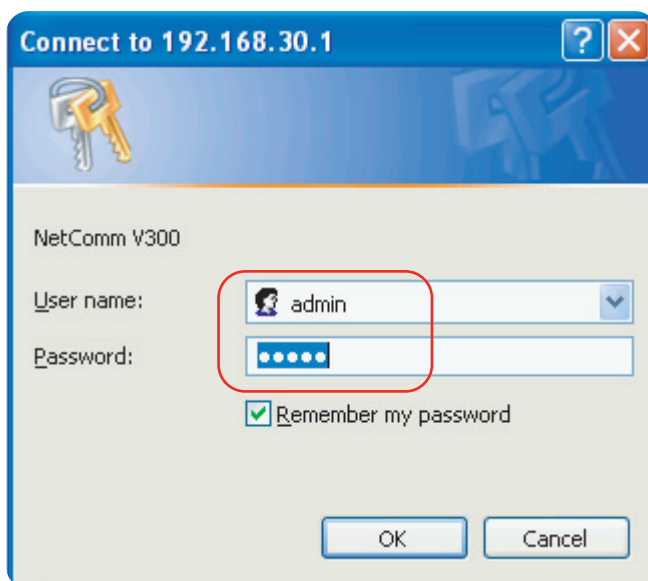 Connect to 192.168.30.1
NetComm V300
User name:
admin
Password:
●●●●●
Remember my password
OK
Cancel